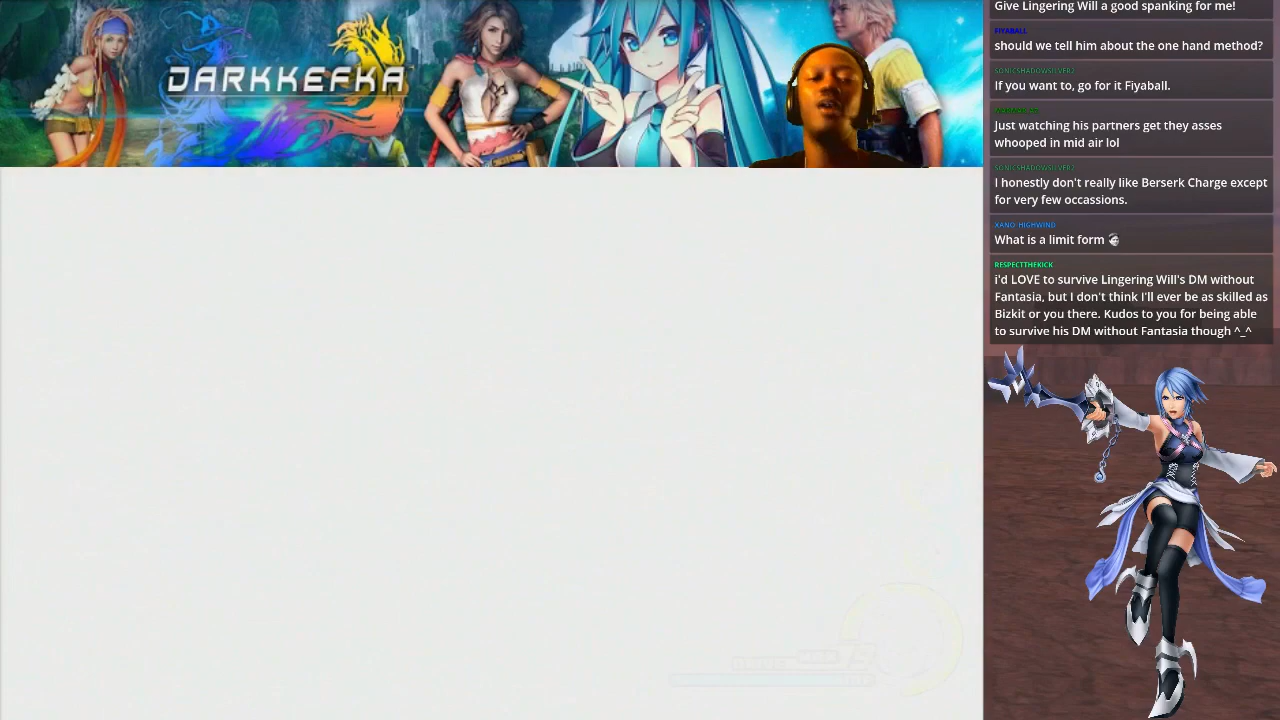 DARKKEFKA
Give Lingering Will a good spanking for me!
FIYABALL
should we tell him about the one hand method?
SONICSHADOWSILVER2
If you want to, go for it Fiyaball.
Just watching his partners get they asses
whooped in mid air lol
SONICSHADOWSILVER2
I honestly don't really like Berserk Charge except
for very few occassions.
XANO-HIGHWIND
What is a limit form
RESPECTTHEKICK
i'd LOVE to survive Lingering Will's DM without
Fantasia, but I don't think I'll ever be as skilled as
Bizkit or you there. Kudos to you for being able
to survive his DM without Fantasia though ^_^